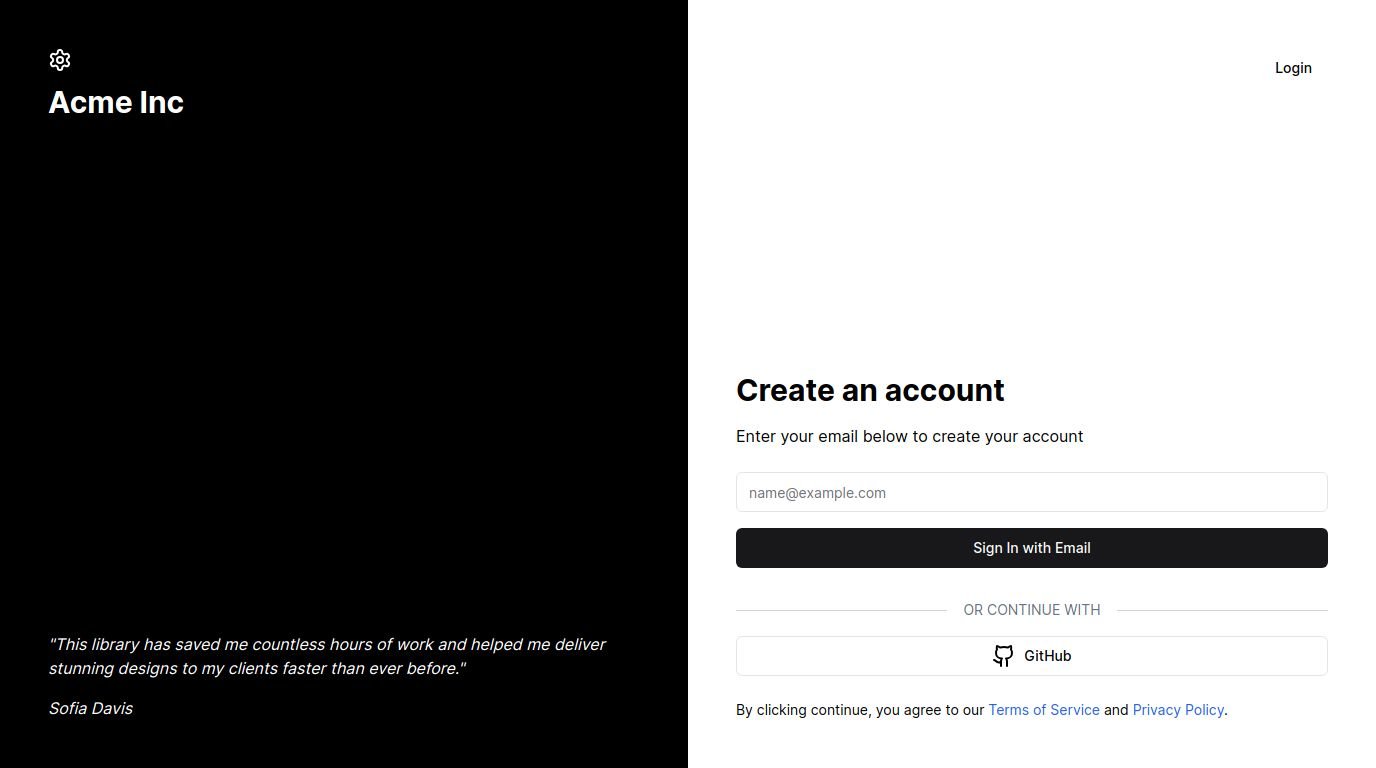 Acme Inc
"This library has saved me countless hours of work and helped me deliver
stunning designs to my clients faster than ever before."
Sofia Davis
Login
Create an account
Enter your email below to create your account
name@example.com
Sign In with Email
OR CONTINUE WITH
GitHub
By clicking continue, you agree to our Terms of Service and Privacy Policy.